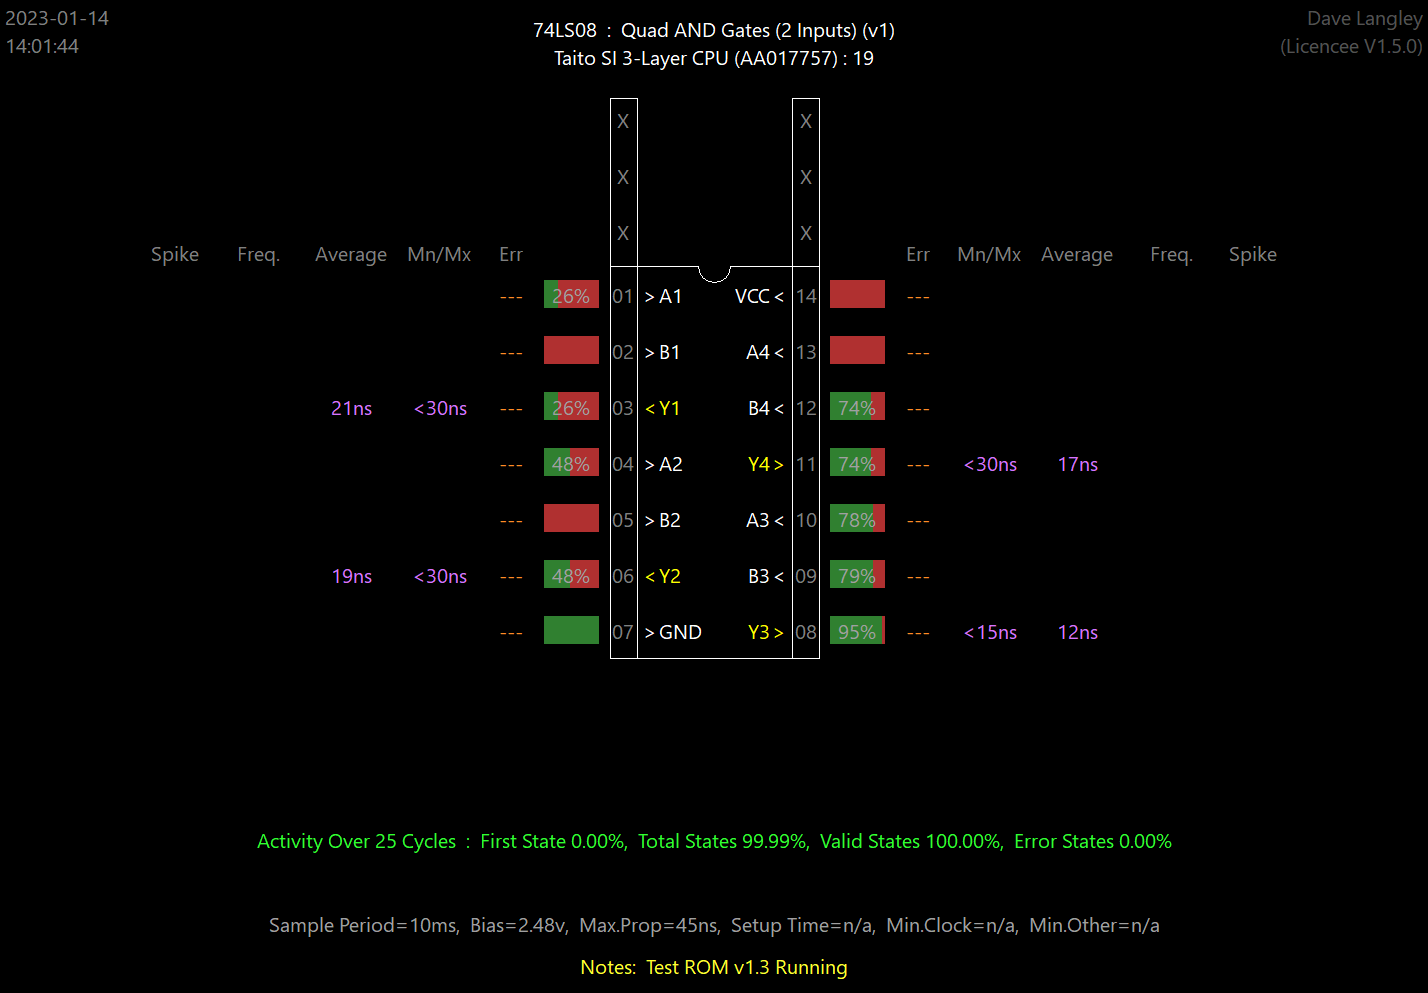 2023-01-14
14:01:44
74LS08 : Quad AND Gates (2 Inputs) (v1)
Taito SI 3-Layer CPU (AA017757) : 19
Dave Langley
(Licencee V1.5.0)
X X
X X
X X
Spike Freq. Average Mn/Mx Err Err Mn/Mx Average Freq. Spike
--- 26% 01 >A1 VCC< 14 ---
--- 02 >B1 A4< 13 ---
21ns <30ns --- 26% 03 <Y1 B4< 12 74% ---
--- 48% 04 >A2 Y4> 11 74% --- <30ns 17ns
--- 05 >B2 A3< 10 78% ---
19ns <30ns --- 48% 06 <Y2 B3< 09 79% ---
--- 07 >GND Y3> 08 95% --- <15ns 12ns
Activity Over 25 Cycles : First State 0.00%, Total States 99.99%, Valid States 100.00%, Error States 0.00%
Sample Period=10ms, Bias=2.48v, Max.Prop=45ns, Setup Time=n/a, Min.Clock=n/a, Min.Other=n/a
Notes: Test ROM v1.3 Running